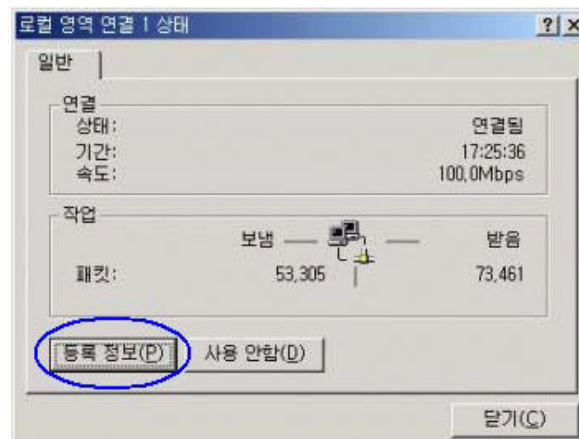 로컬 영역 연결 1 상태
일반
연결
상태: 연결됨
기간: 17:25:36
속도: 100,0Mbps
작업
보냄 받음
패킷: 53,305 73,461
등록 정보(P) 사용 안함(D)
닫기(C)